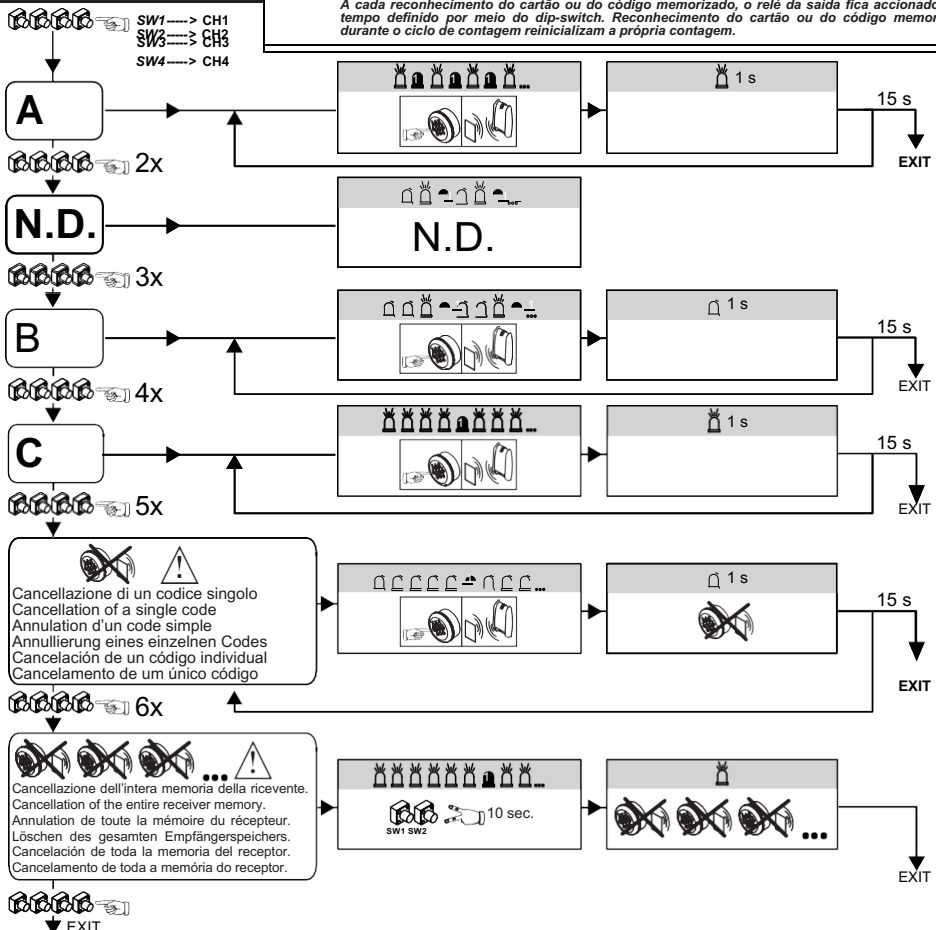 SW1-----> CH1
SW2-----> CH2
SW3-----> CH3
SW4-----> CH4
A cada reconhecimento do cartão ou do código memorizado, o relé da saída fica accionado
tempo definido por meio do dip-switch. Reconhecimento do cartão ou do código
durante o ciclo de contagem reinicializam a própria contagem.
A
1 s
15 s
EXIT
2x
N.D.
N.D.
3x
B
1 s
15 s
EXIT
4x
C
1 s
15 s
EXIT
5x
Cancellazione di un codice singolo
Cancellation of a single code
Annulation d'un code simple
Annullierung eines einzelnen Codes
Cancelación de un código individual
Cancelamento de um único código
1 s
15 s
EXIT
6x
...
Cancellazione dell'intera memoria della ricevente.
Cancellation of the entire receiver memory.
Annulation de toute la mémoire du récepteur.
Löschen des gesamten Empfängerspeichers.
Cancelación de toda la memoria del receptor.
Cancelamento de toda a memória do receptor.
SW1 SW2
10 sec.
...
EXIT
EXIT